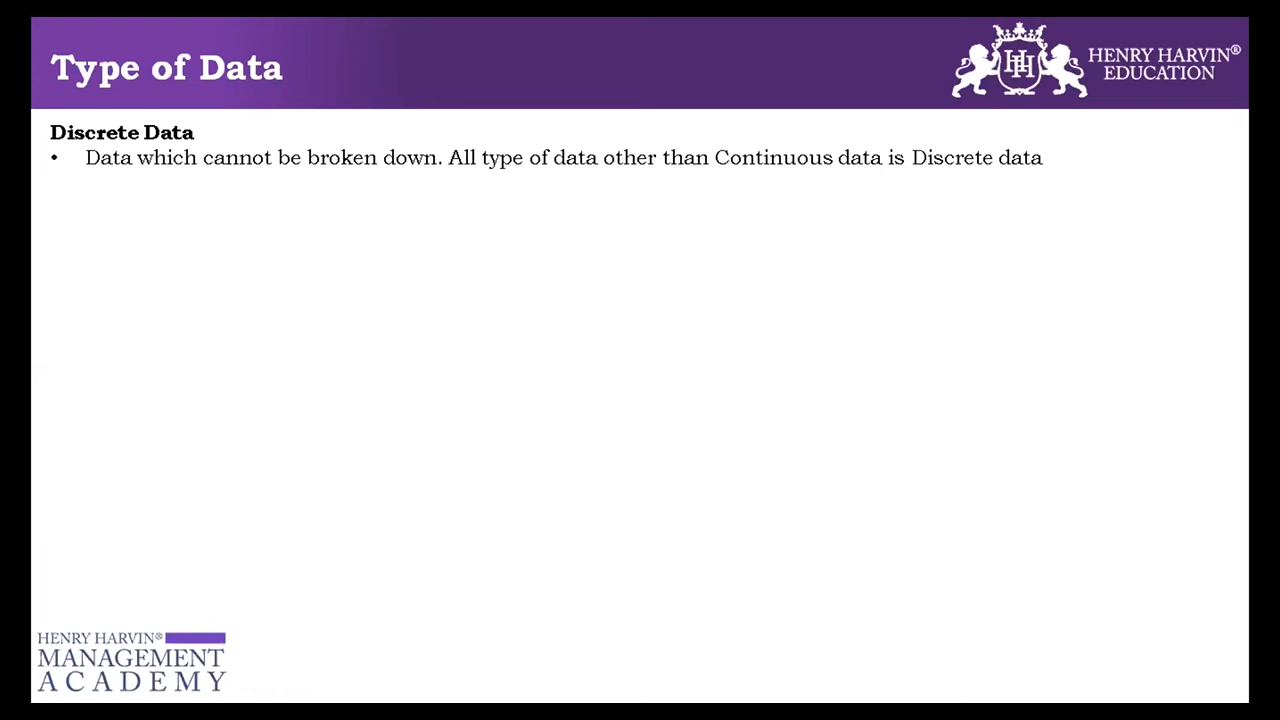 Type of Data
HENRY HARVIN®
EDUCATION
Discrete Data
• Data which cannot be broken down. All type of data other than Continuous data is Discrete data
HENRY HARVIN®
MANAGEMENT
ACADEMY